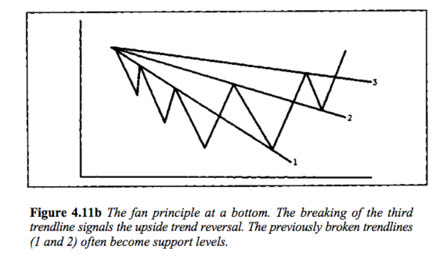 3
2
1
Figure 4.11b The fan principle at a bottom. The breaking of the third
trendline signals the upside trend reversal. The previously broken trendlines
(1 and 2) often become support levels.